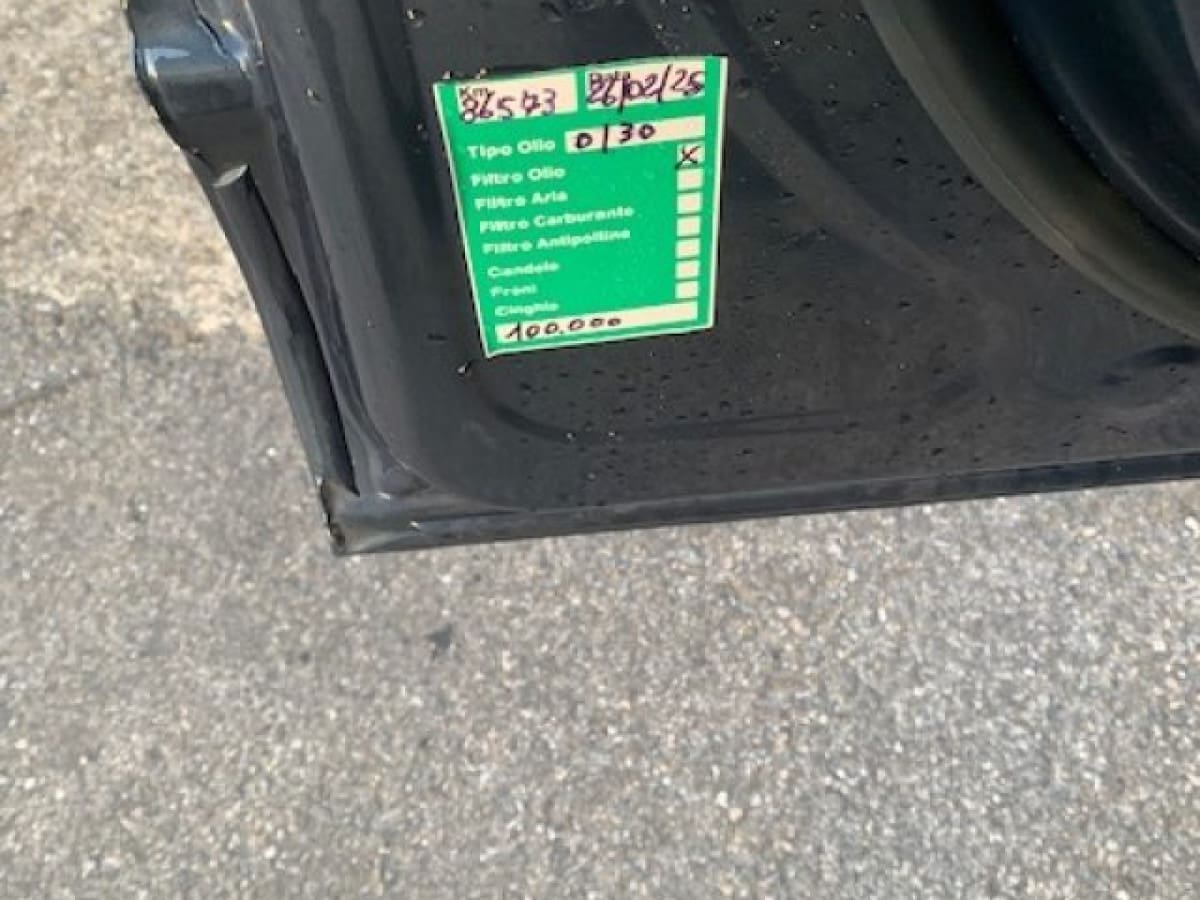 Km. Data
86573 26/02/25
Tipo Olio 0/30
Filtro Olio X
Filtro Aria
Filtro Carburante
Filtro Antipolline
Candele
Freni
Cinghie
100.000